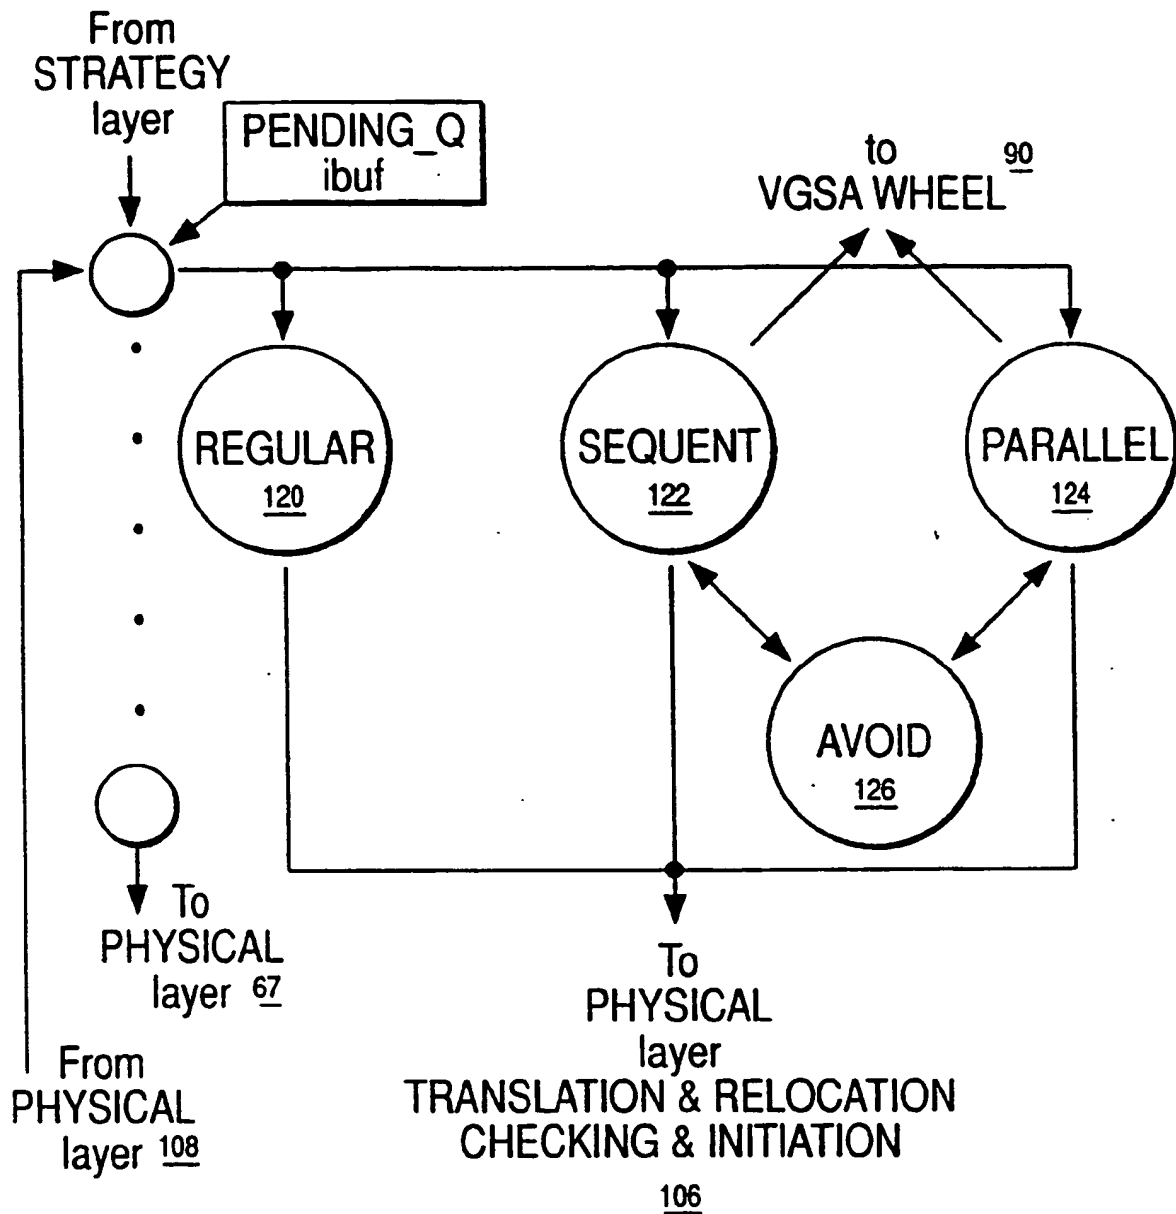 From
STRATEGY
layer
PENDING_Q
ibuf
to
VGSA WHEEL 90
REGULAR
120
SEQUENT
122
PARALLEL
124
AVOID
126
To
PHYSICAL
layer 67
From
PHYSICAL
layer 108
To
PHYSICAL
layer
TRANSLATION & RELOCATION
CHECKING & INITIATION
106